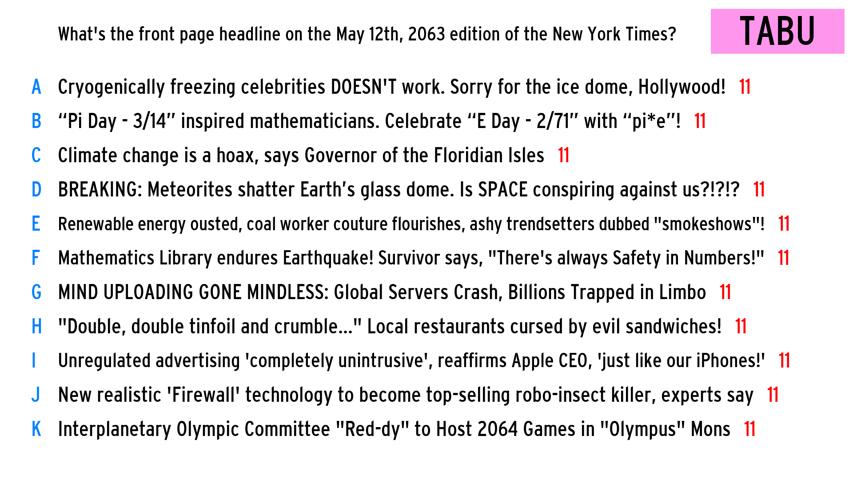 What's the front page headline on the May 12th, 2063 edition of the New York Times?
TABU
A Cryogenically freezing celebrities DOESN'T work. Sorry for the ice dome, Hollywood! 11
B “Pi Day - 3/14” inspired mathematicians. Celebrate “E Day - 2/71” with “pi*e”! 11
C Climate change is a hoax, says Governor of the Floridian Isles 11
D BREAKING: Meteorites shatter Earth’s glass dome. Is SPACE conspiring against us?!?!? 11
E Renewable energy ousted, coal worker couture flourishes, ashy trendsetters dubbed "smokeshows"! 11
F Mathematics Library endures Earthquake! Survivor says, "There's always Safety in Numbers!" 11
G MIND UPLOADING GONE MINDLESS: Global Servers Crash, Billions Trapped in Limbo 11
H "Double, double tinfoil and crumble..." Local restaurants cursed by evil sandwiches! 11
I Unregulated advertising 'completely unintrusive', reaffirms Apple CEO, 'just like our iPhones!' 11
J New realistic 'Firewall' technology to become top-selling robo-insect killer, experts say 11
K Interplanetary Olympic Committee "Red-dy" to Host 2064 Games in "Olympus" Mons 11